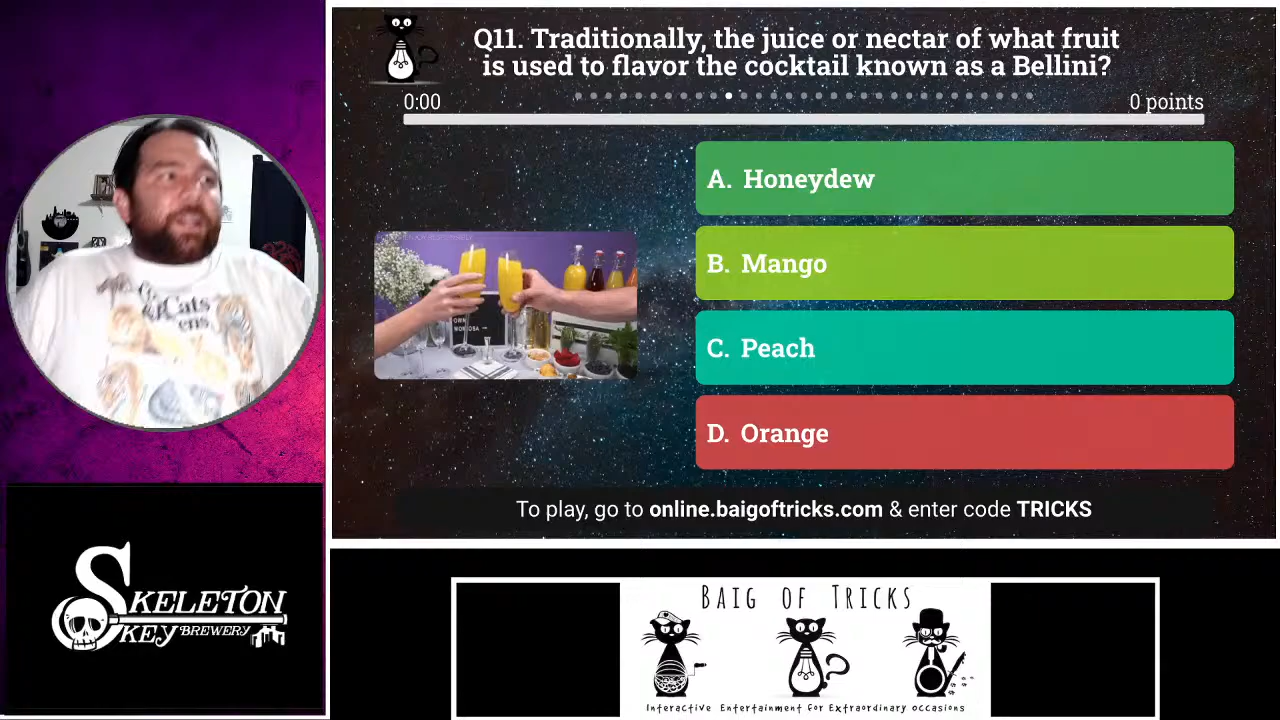 Q11. Traditionally, the juice or nectar of what fruit
is used to flavor the cocktail known as a Bellini?
0:00
0 points
A. Honeydew
B. Mango
C. Peach
D. Orange
To play, go to online.baigoftricks.com & enter code TRICKS
Cats
SKELETON
KEY BREWERY
BAIG OF TRICKS
Interactive Entertainment for Extraordinary occasions